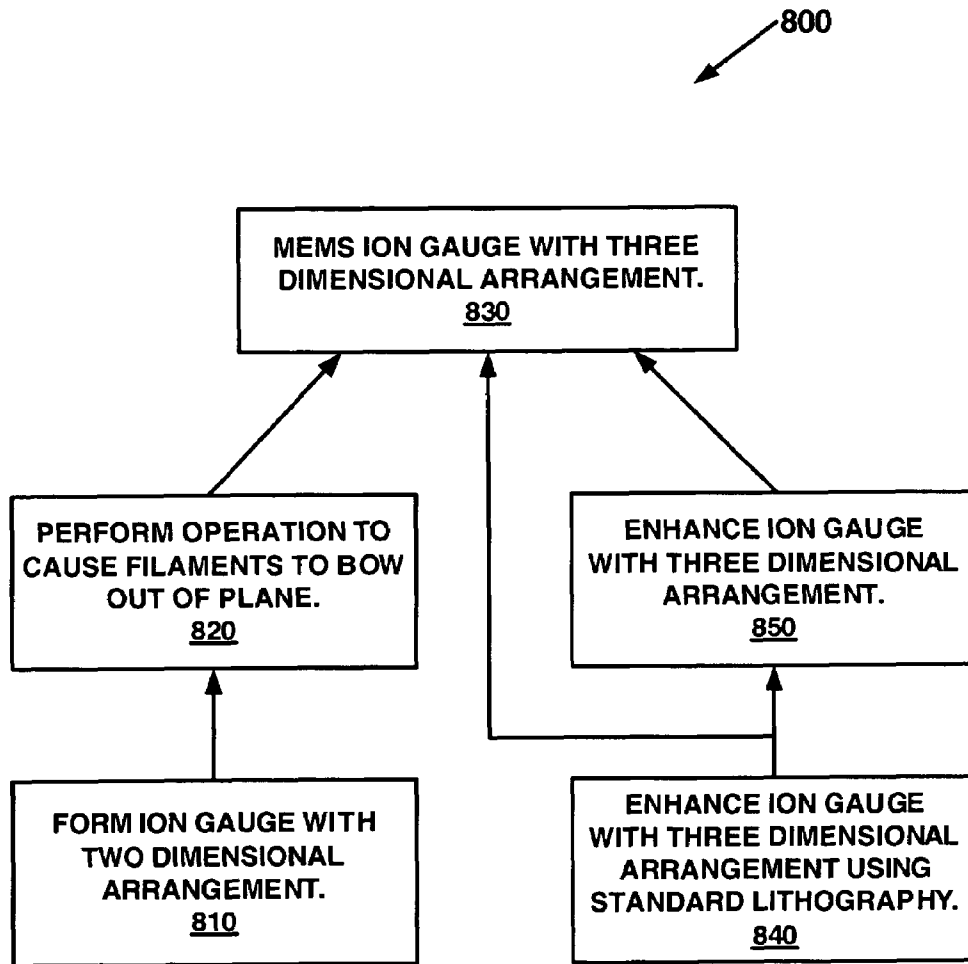 800
MEMS ION GAUGE WITH THREE
DIMENSIONAL ARRANGEMENT.
830
PERFORM OPERATION TO
CAUSE FILAMENTS TO BOW
OUT OF PLANE.
820
ENHANCE ION GAUGE
WITH THREE DIMENSIONAL
ARRANGEMENT.
850
FORM ION GAUGE WITH
TWO DIMENSIONAL
ARRANGEMENT.
810
ENHANCE ION GAUGE
WITH THREE DIMENSIONAL
ARRANGEMENT USING
STANDARD LITHOGRAPHY.
840